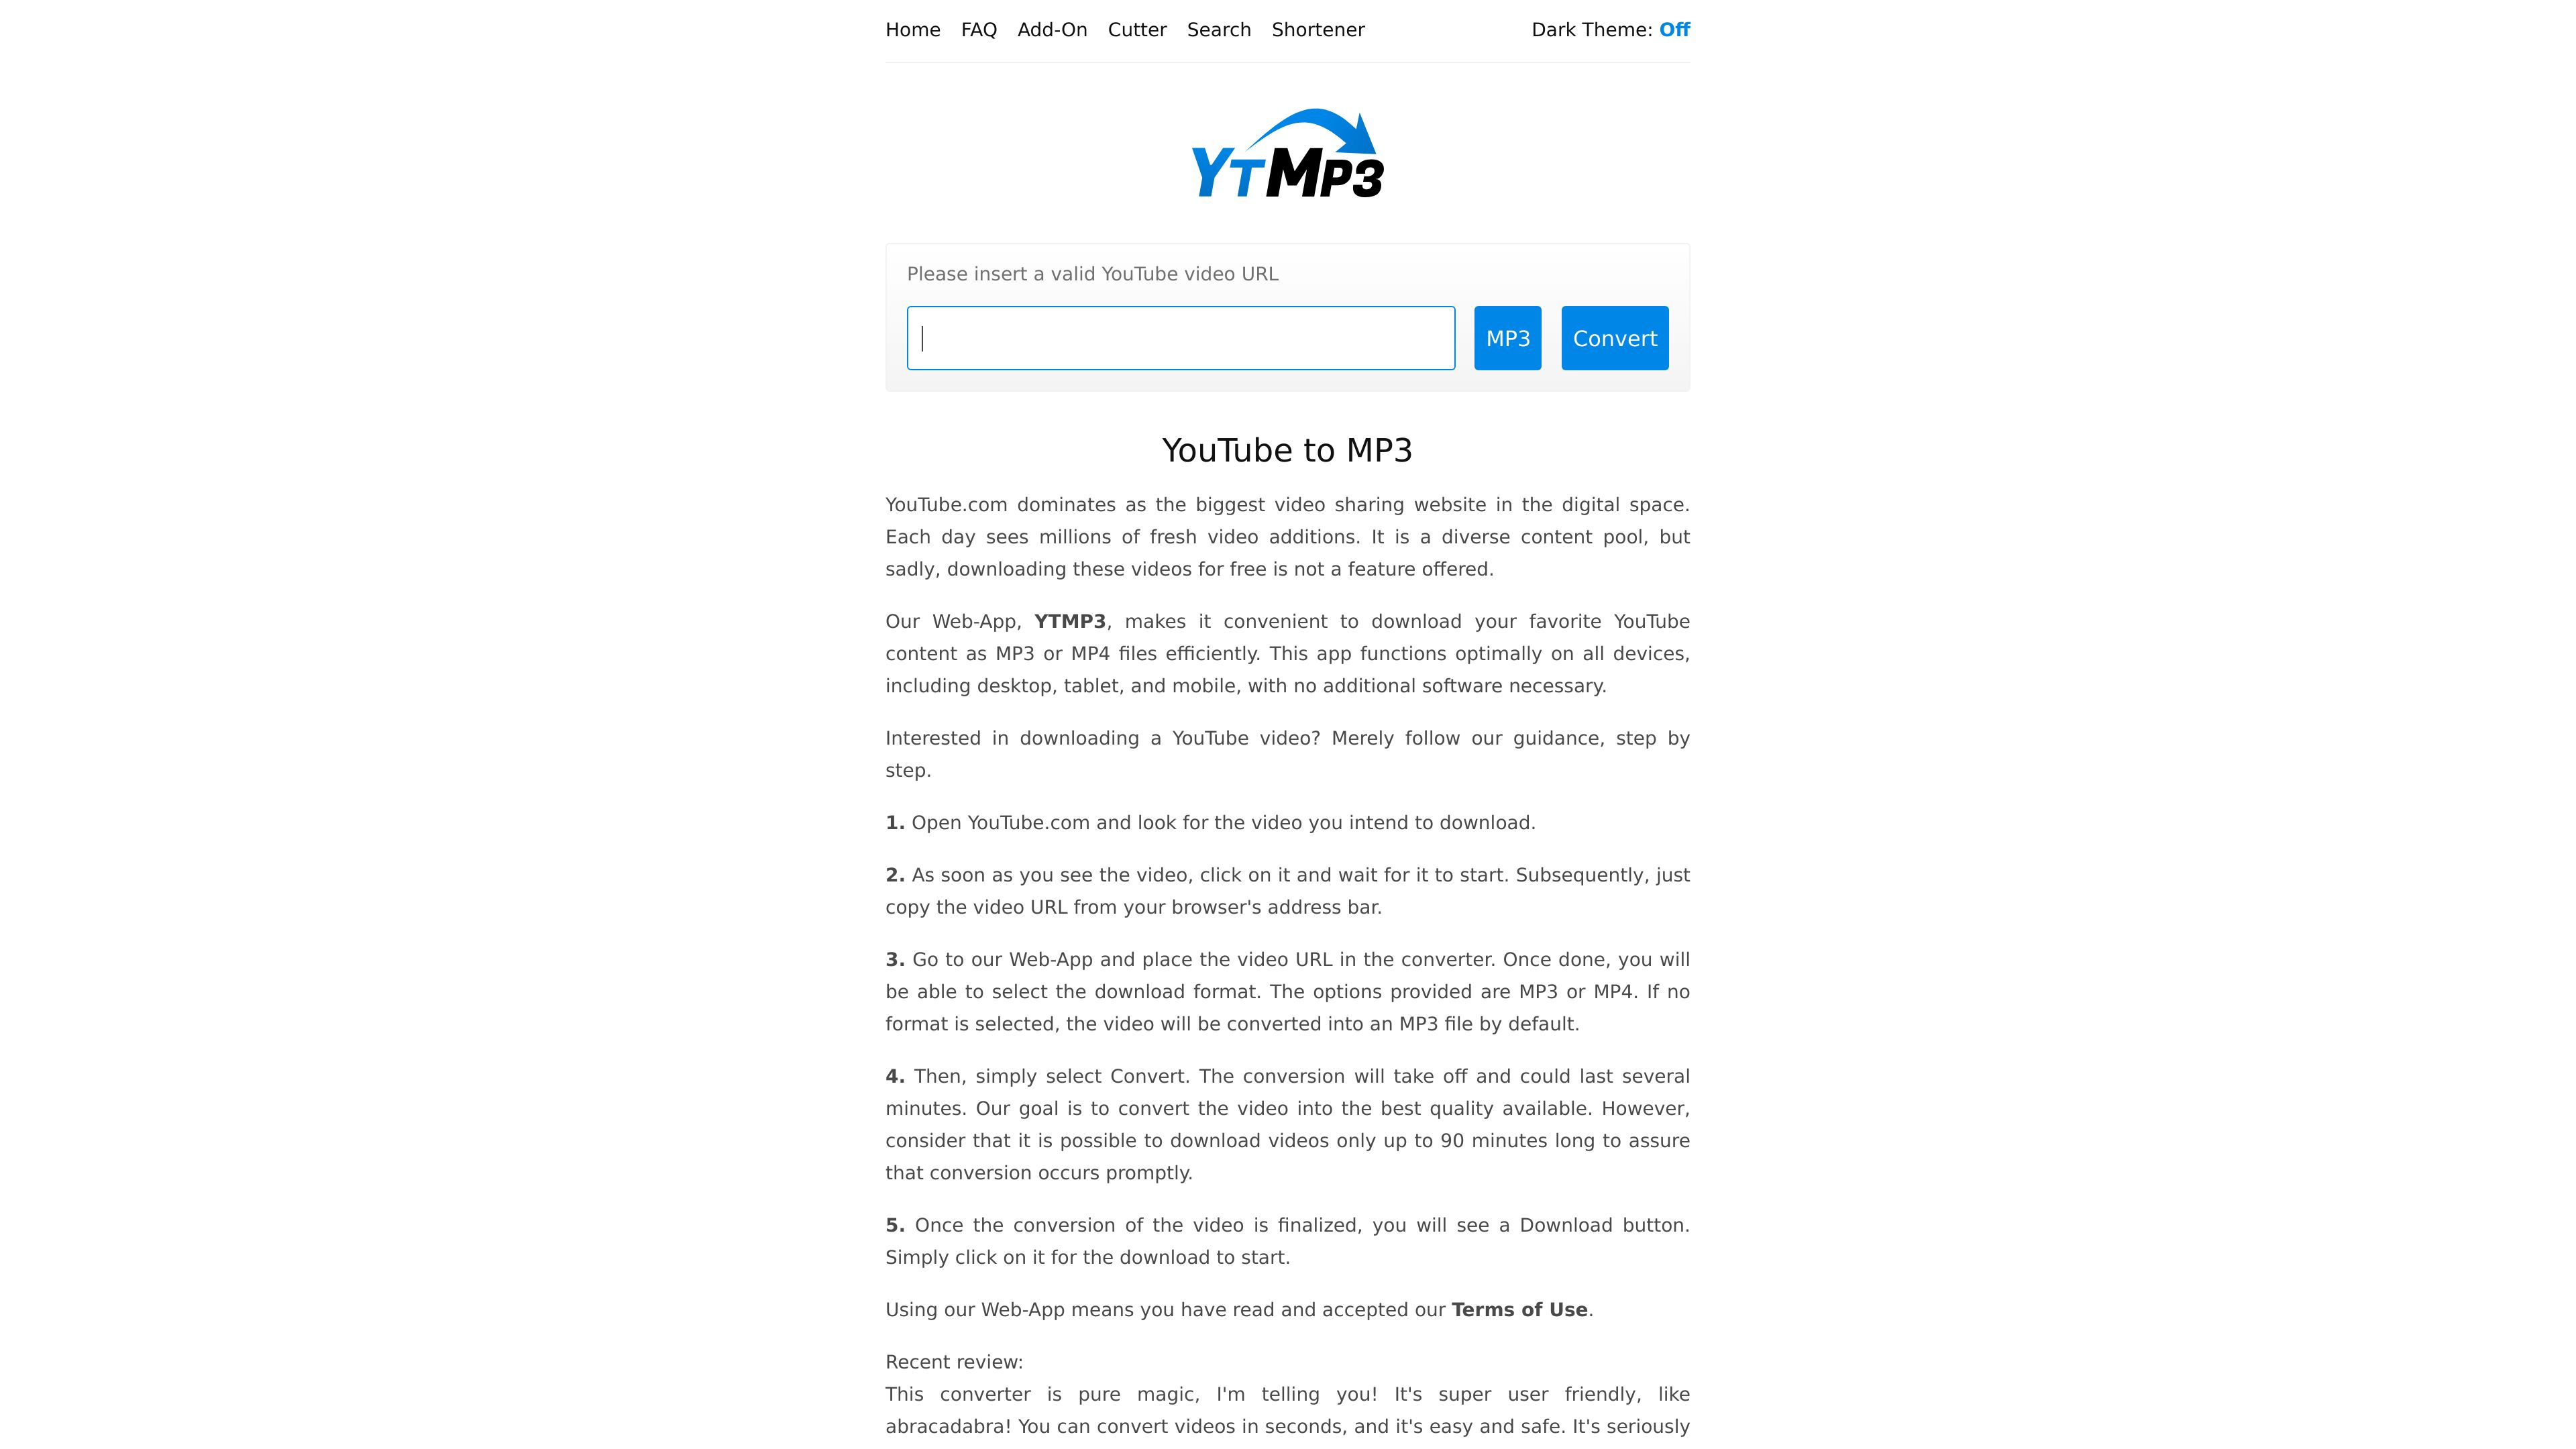 Home FAQ Add-On Cutter Search Shortener Dark Theme: Off
YTMP3
Please insert a valid YouTube video URL
MP3 Convert
YouTube to MP3
YouTube.com dominates as the biggest video sharing website in the digital space.
Each day sees millions of fresh video additions. It is a diverse content pool, but
sadly, downloading these videos for free is not a feature offered.
Our Web-App, YTMP3, makes it convenient to download your favorite YouTube
content as MP3 or MP4 files efficiently. This app functions optimally on all devices,
including desktop, tablet, and mobile, with no additional software necessary.
Interested in downloading a YouTube video? Merely follow our guidance, step by
step.
1. Open YouTube.com and look for the video you intend to download.
2. As soon as you see the video, click on it and wait for it to start. Subsequently, just
copy the video URL from your browser's address bar.
3. Go to our Web-App and place the video URL in the converter. Once done, you will
be able to select the download format. The options provided are MP3 or MP4. If no
format is selected, the video will be converted into an MP3 file by default.
4. Then, simply select Convert. The conversion will take off and could last several
minutes. Our goal is to convert the video into the best quality available. However,
consider that it is possible to download videos only up to 90 minutes long to assure
that conversion occurs promptly.
5. Once the conversion of the video is finalized, you will see a Download button.
Simply click on it for the download to start.
Using our Web-App means you have read and accepted our Terms of Use.
Recent review:
This converter is pure magic, I'm telling you! It's super user friendly, like
abracadabra! You can convert videos in seconds, and it's easy and safe. It's seriously